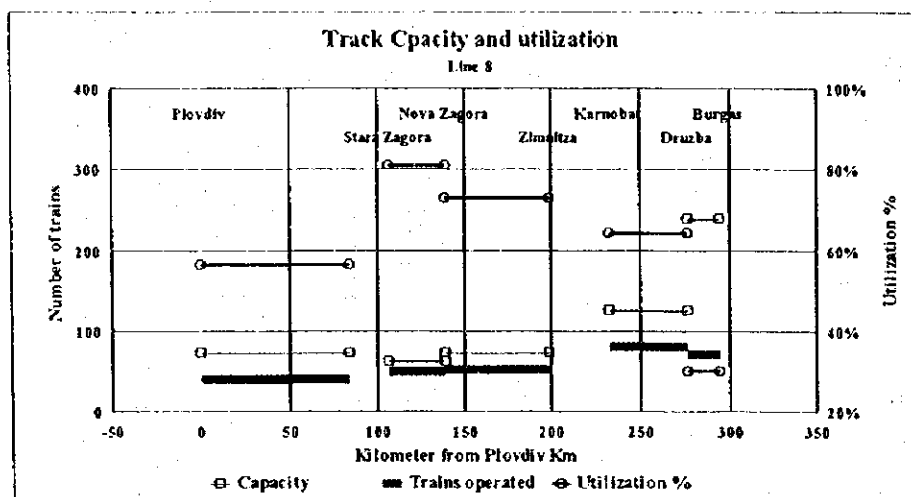 Track Cpacity and utilization
Line 8
400
300
200
100
0
Number of trains
100%
80%
60%
40%
20%
Utilization %
Plovdiv
Nova Zagora
Karnobat
Burgas
Stara Zagora
Zimnitza
Druzba
-50 0 50 100 150 200 250 300 350
Kilometer from Plovdiv Km
Capacity Trains operated Utilization %